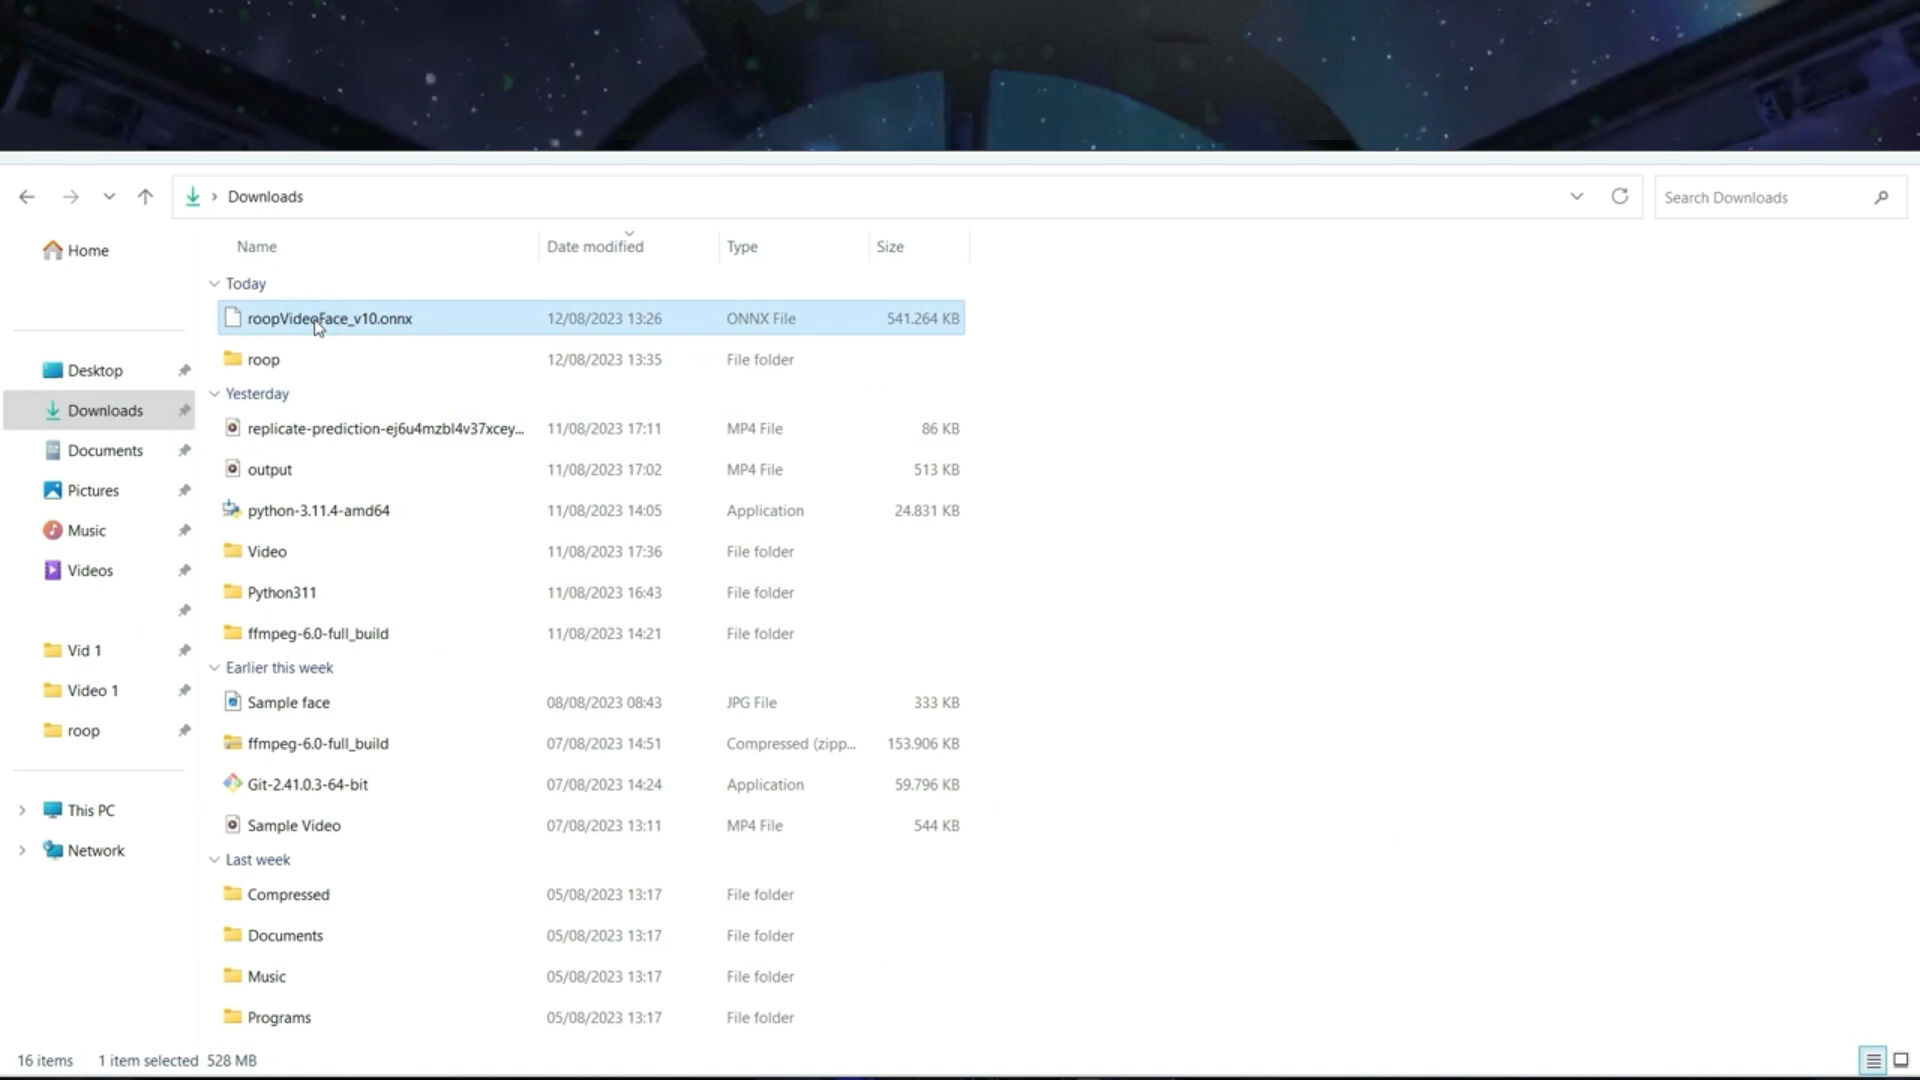 Downloads
Search Downloads
Home
Desktop
Downloads
Documents
Pictures
Music
Videos
Vid 1
Video 1
roop
This PC
Network
Name Date modified Type Size
Today
roopVideoFace_v10.onnx 12/08/2023 13:26 ONNX File 541.264 KB
roop 12/08/2023 13:35 File folder
Yesterday
replicate-prediction-ej6u4mzbl4v37xcey... 11/08/2023 17:11 MP4 File 86 KB
output 11/08/2023 17:02 MP4 File 513 KB
python-3.11.4-amd64 11/08/2023 14:05 Application 24.831 KB
Video 11/08/2023 17:36 File folder
Python311 11/08/2023 16:43 File folder
ffmpeg-6.0-full_build 11/08/2023 14:21 File folder
Earlier this week
Sample face 08/08/2023 08:43 JPG File 333 KB
ffmpeg-6.0-full_build 07/08/2023 14:51 Compressed (zipp... 153.906 KB
Git-2.41.0.3-64-bit 07/08/2023 14:24 Application 59.796 KB
Sample Video 07/08/2023 13:11 MP4 File 544 KB
Last week
Compressed 05/08/2023 13:17 File folder
Documents 05/08/2023 13:17 File folder
Music 05/08/2023 13:17 File folder
Programs 05/08/2023 13:17 File folder
16 items 1 item selected 528 MB